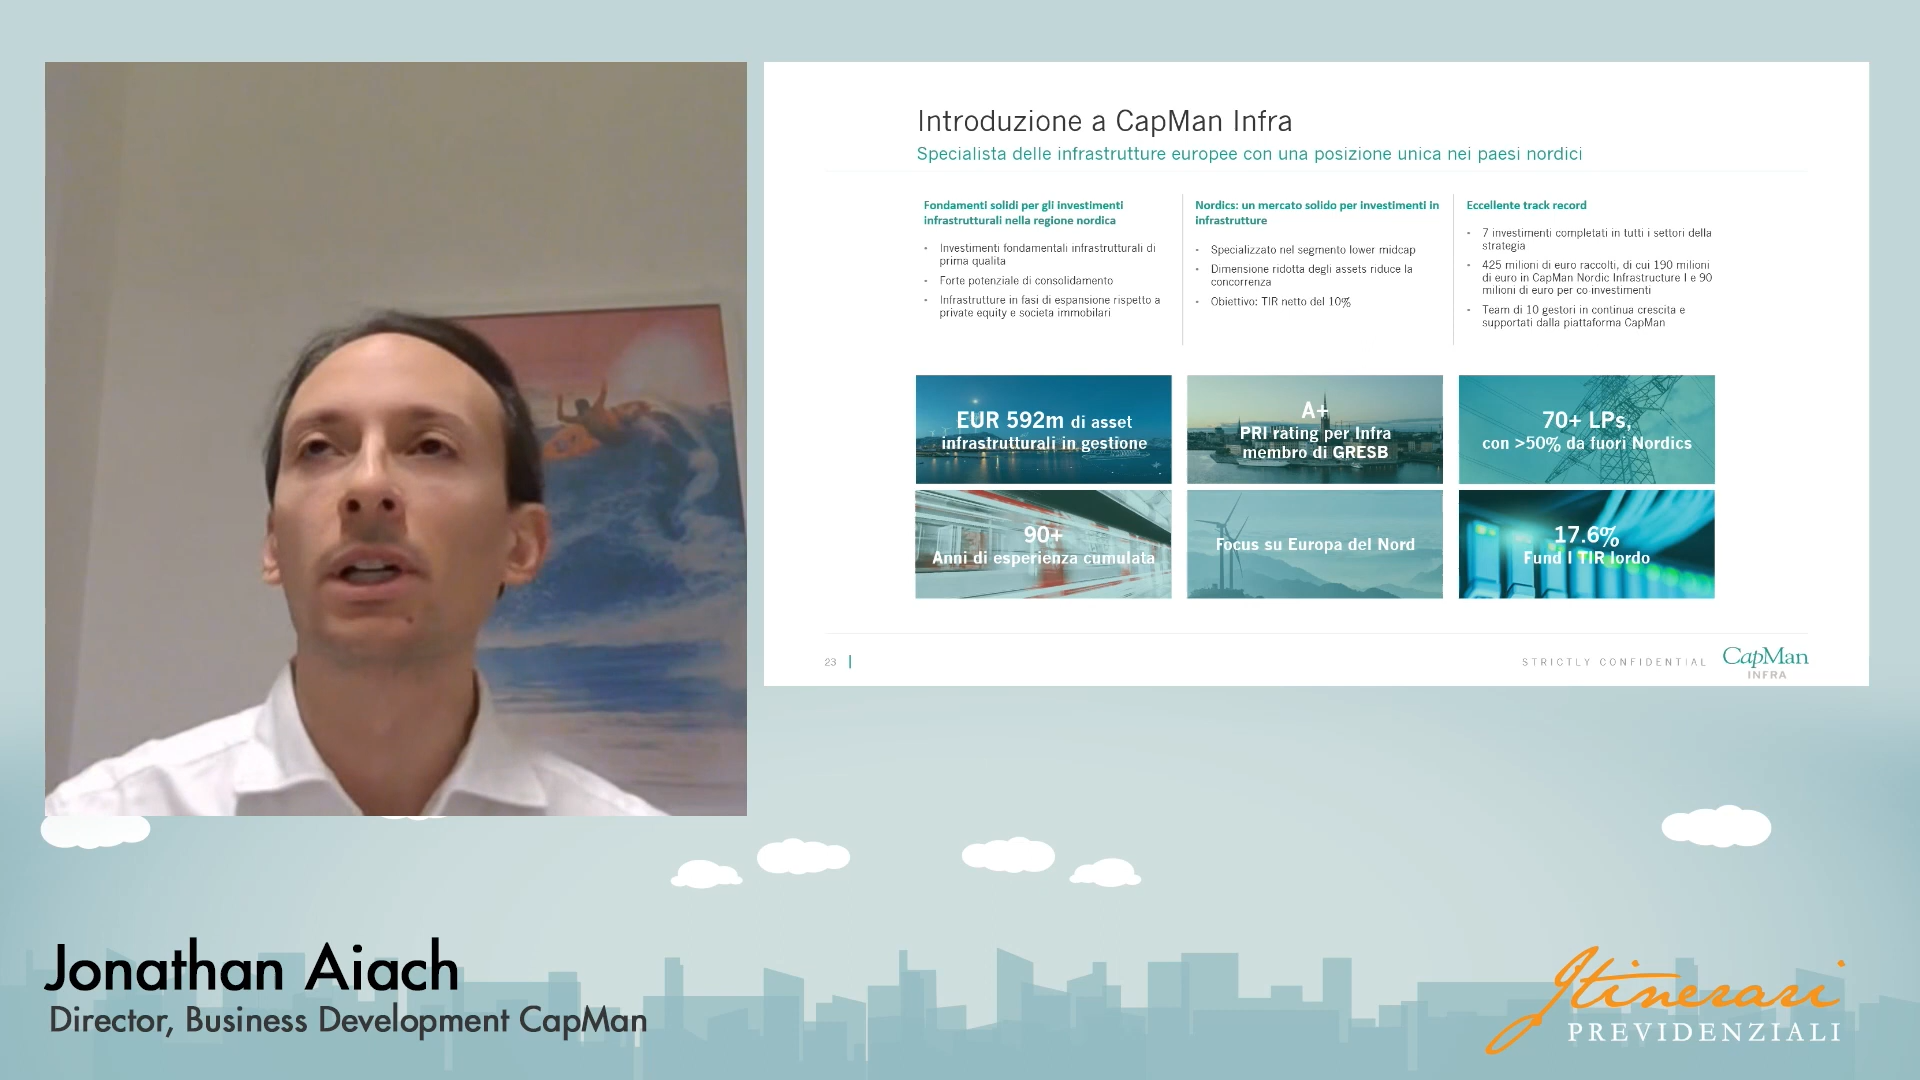 Introduzione a CapMan Infra
Specialista delle infrastrutture europee con una posizione unica nei paesi nordici
Fondamenti solidi per gli investimenti
infrastrutturali nella regione nordica
• Investimenti fondamentali infrastrutturali di
prima qualita
• Forte potenziale di consolidamento
• Infrastrutture in fasi di espansione rispetto a
private equity e societa immobilari
Nordics: un mercato solido per investimenti in
infrastrutture
• Specializzato nel segmento lower midcap
• Dimensione ridotta degli assets riduce la
concorrenza
• Obiettivo: TIR netto del 10%
Eccellente track record
• 7 investimenti completati in tutti i settori della
strategia
• 425 milioni di euro raccolti, di cui 190 milioni
di euro in CapMan Nordic Infrastructure I e 90
milioni di euro per co-investimenti
• Team di 10 gestori in continua crescita e
supportati dalla piattaforma CapMan
EUR 592m di asset
infrastrutturali in gestione
A+
PRI rating per Infra
membro di GRESB
70+ LPs,
con >50% da fuori Nordics
90+
Anni di esperienza cumulata
Focus su Europa del Nord
17.6%
Fund I TIR lordo
23
STRICTLY CONFIDENTIAL
CapMan
INFRA
Jonathan Aiach
Director, Business Development CapMan
Itinerari
PREVIDENZIALI